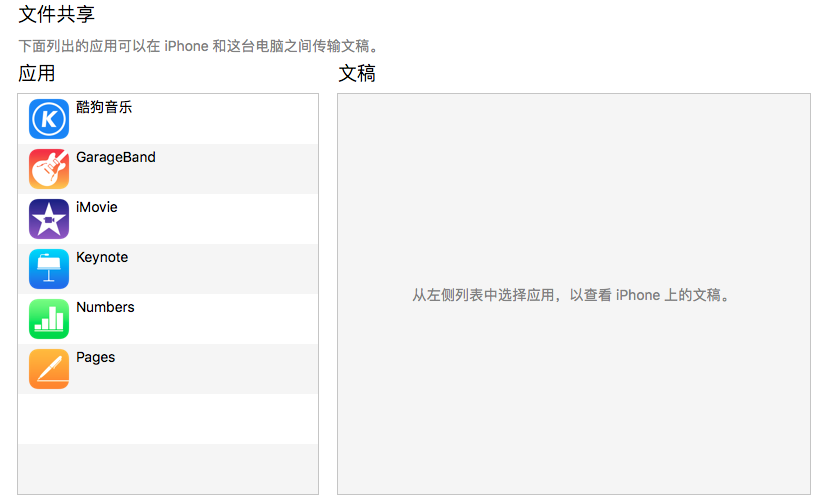 文件共享
下面列出的应用可以在 iPhone 和这台电脑之间传输文稿。
应用
文稿
酷狗音乐
GarageBand
iMovie
Keynote
Numbers
Pages
从左侧列表中选择应用，以查看 iPhone 上的文稿。